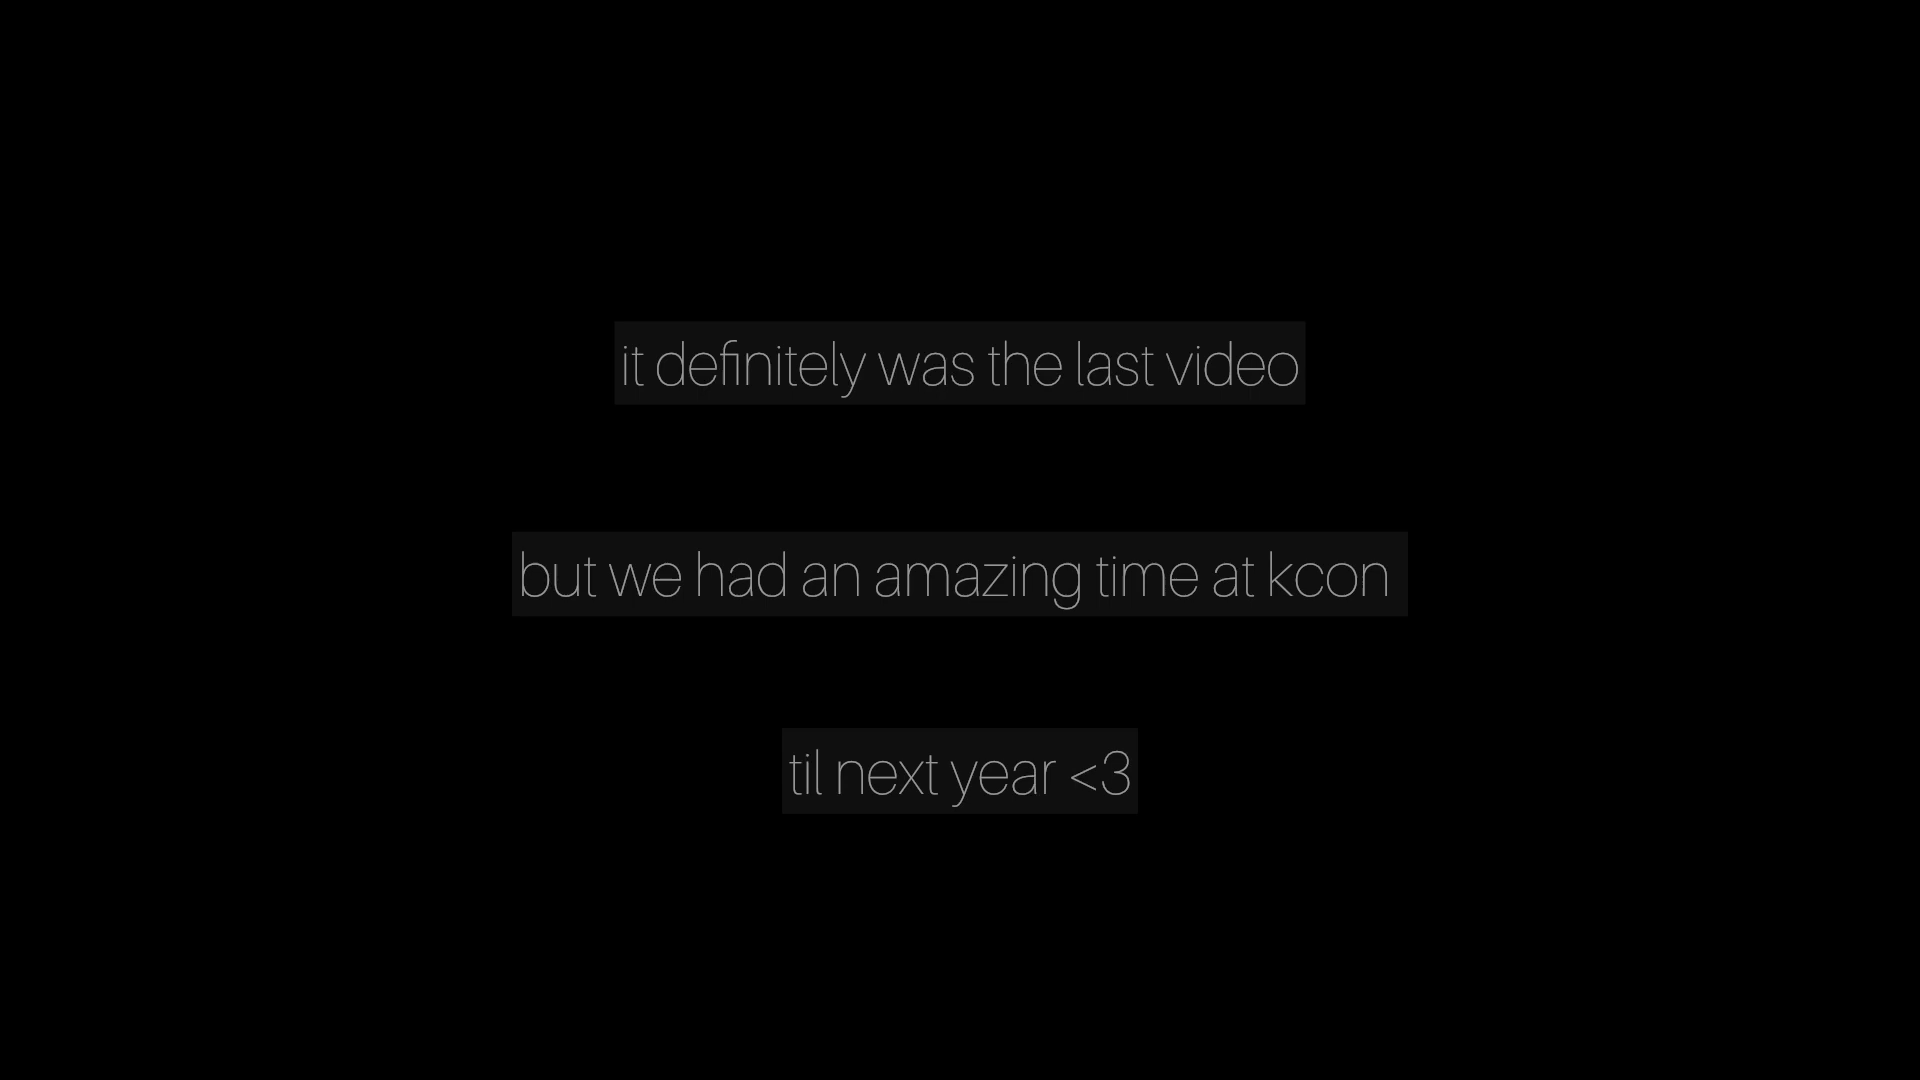 it definitely was the last video
but we had an amazing time at kcon
til next year <3